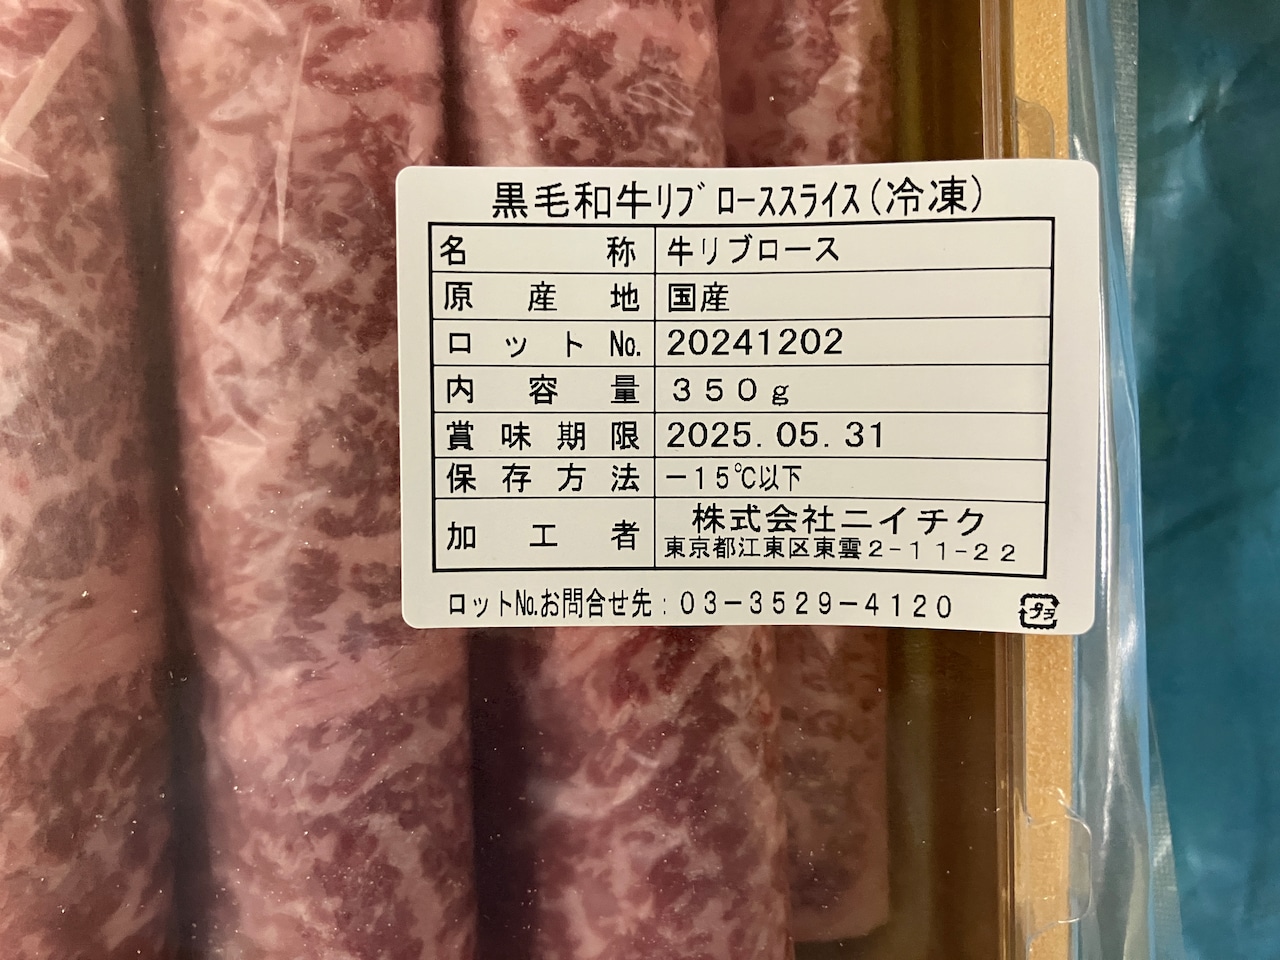 黒毛和牛リブローススライス(冷凍)
名称 牛リブロース
原産地 国産
ロットNo. 20241202
内容量 350g
賞味期限 2025.05.31
保存方法 -15℃以下
加工者 株式会社ニイチク
東京都江東区東雲2-11-22
ロットNo.お問合せ先:03-3529-4120
プラ